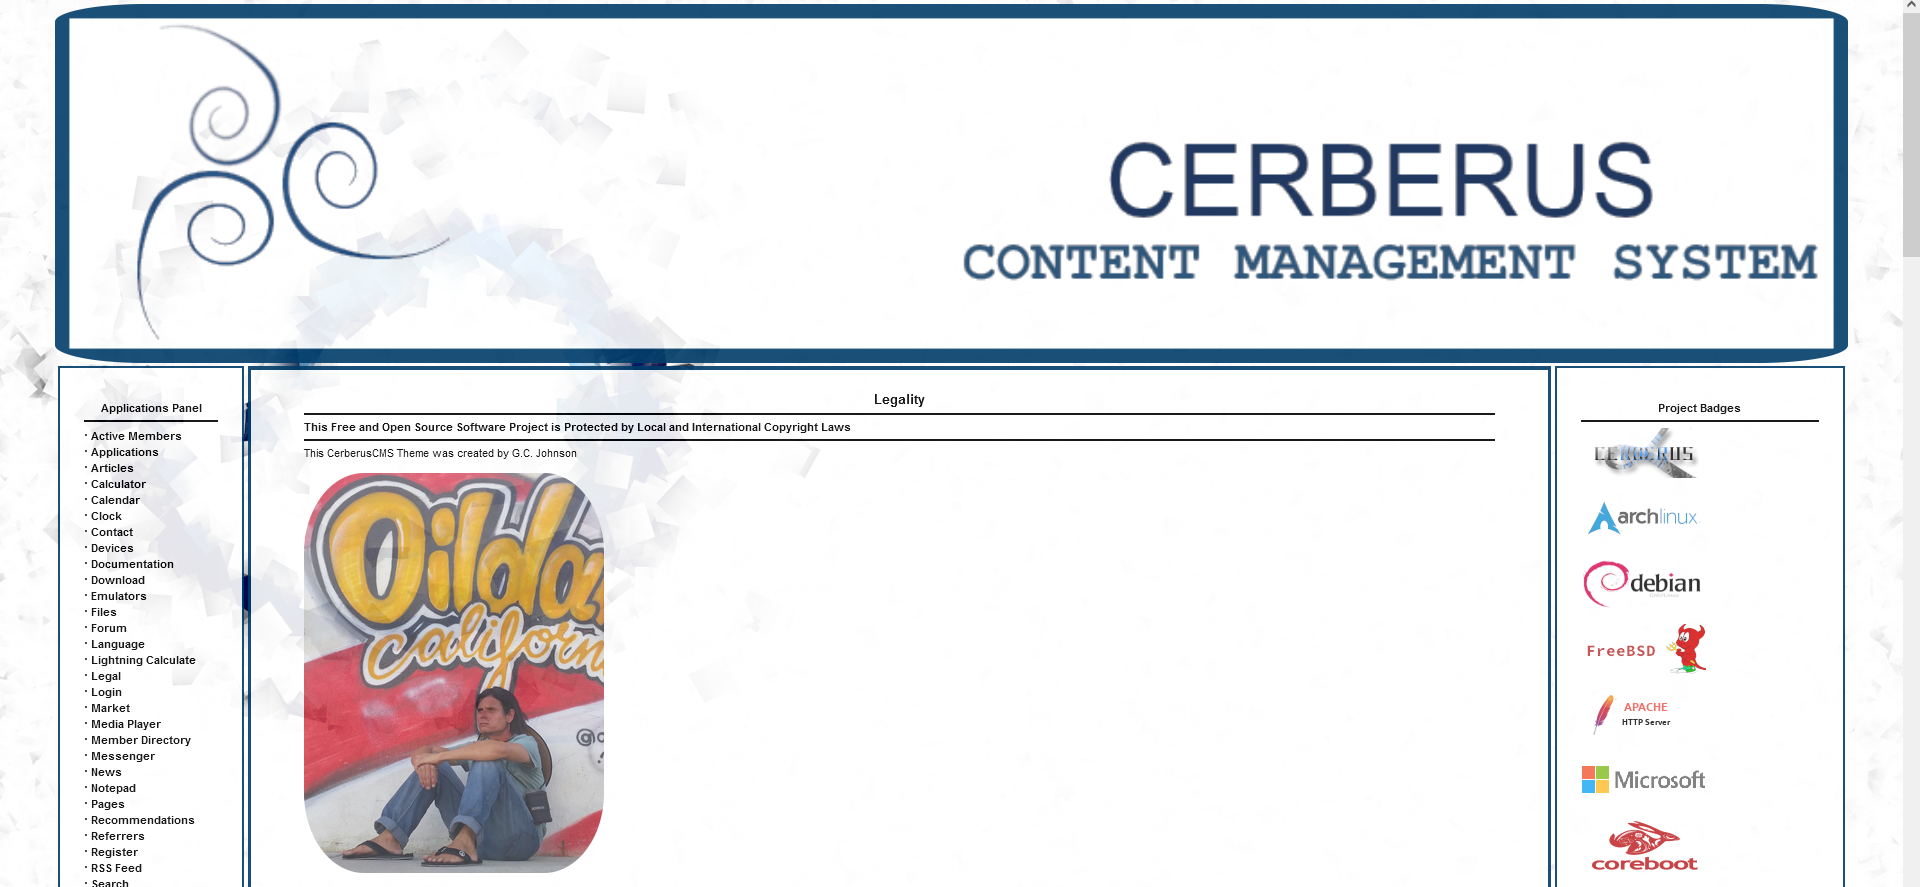 CERBERUS
CONTENT MANAGEMENT SYSTEM
Applications Panel
· Active Members
· Applications
· Articles
· Calculator
· Calendar
· Clock
· Contact
· Devices
· Documentation
· Download
· Emulators
· Files
· Forum
· Language
· Lightning Calculate
· Legal
· Login
· Market
· Media Player
· Member Directory
· Messenger
· News
· Notepad
· Pages
· Recommendations
· Referrers
· Register
· RSS Feed
· Search
Legality
This Free and Open Source Software Project is Protected by Local and International Copyright Laws
This CerberusCMS Theme was created by G.C. Johnson
Oildal
californ
Project Badges
CERBERUS
archlinux
debian
FreeBSD
APACHE
HTTP Server
Microsoft
coreboot